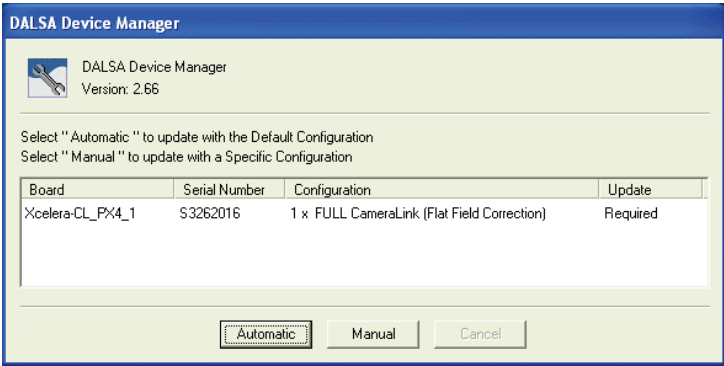 DALSA Device Manager
DALSA Device Manager
Version: 2.66
Select " Automatic " to update with the Default Configuration
Select " Manual " to update with a Specific Configuration
Board Serial Number Configuration Update
Xcelera-CL_PX4_1 S3262016 1 x FULL CameraLink (Flat Field Correction) Required
Automatic Manual Cancel